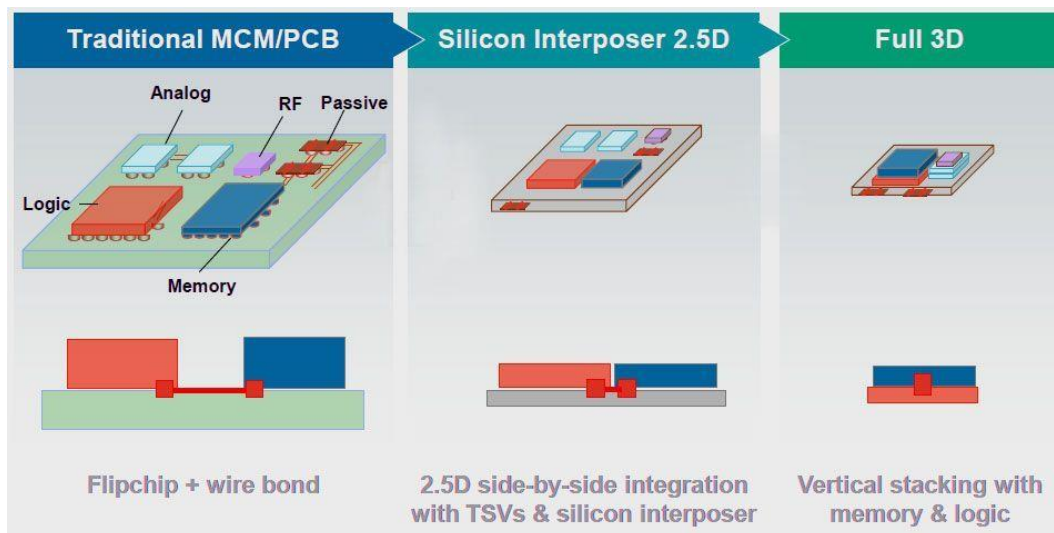 Traditional MCM/PCB
Silicon Interposer 2.5D
Full 3D
Analog
RF
Passive
Logic
Memory
Flipchip + wire bond
2.5D side-by-side integration
with TSVs & silicon interposer
Vertical stacking with
memory & logic